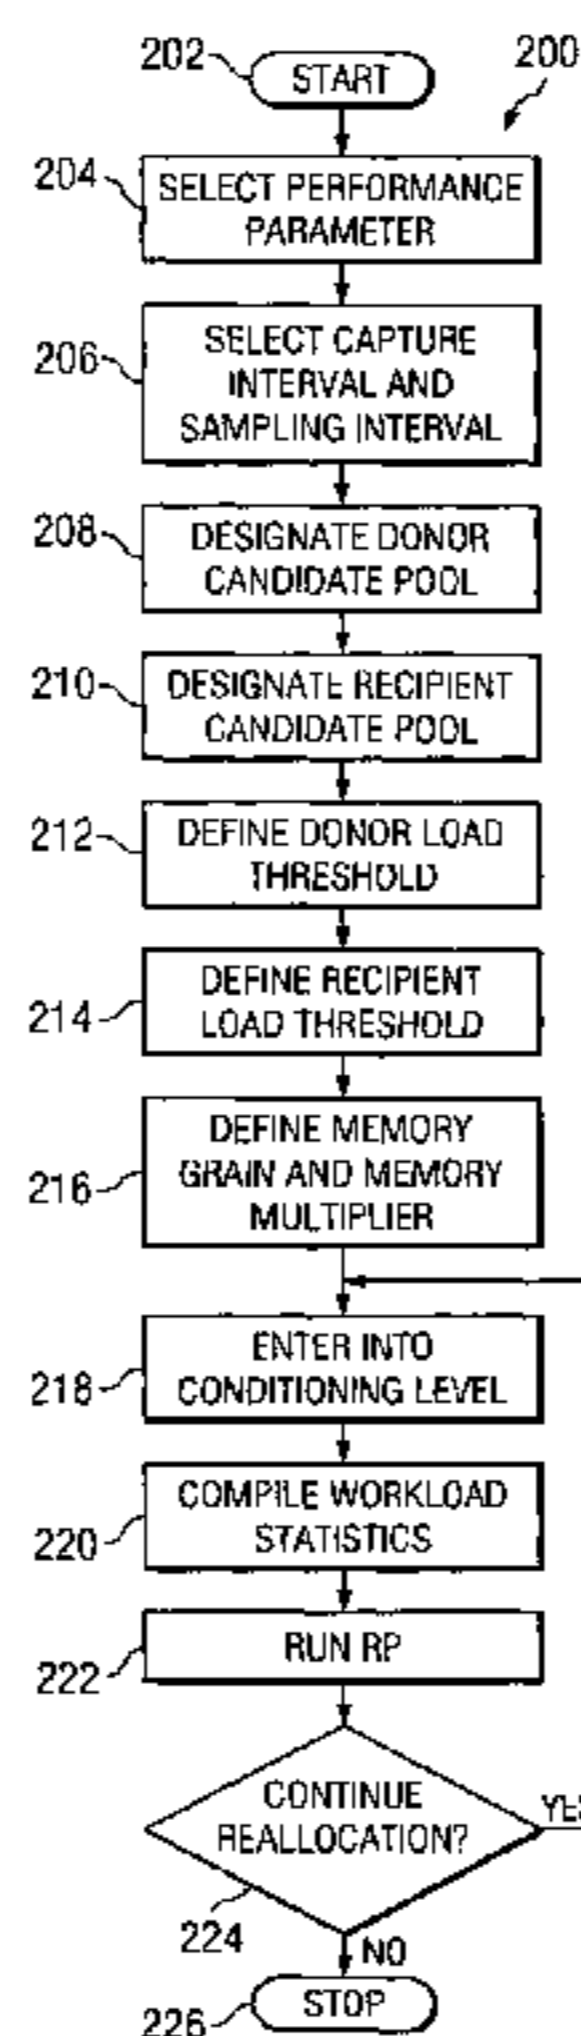 202
START
200
204
SELECT PERFORMANCE
PARAMETER
206
SELECT CAPTURE
INTERVAL AND
SAMPLING INTERVAL
208
DESIGNATE DONOR
CANDIDATE POOL
210
DESIGNATE RECIPIENT
CANDIDATE POOL
212
DEFINE DONOR LOAD
THRESHOLD
214
DEFINE RECIPIENT
LOAD THRESHOLD
216
DEFINE MEMORY
GRAIN AND MEMORY
MULTIPLIER
218
ENTER INTO
CONDITIONING LEVEL
220
COMPILE WORKLOAD
STATISTICS
222
RUN RP
CONTINUE
REALLOCATION?
YES
224
NO
226
STOP